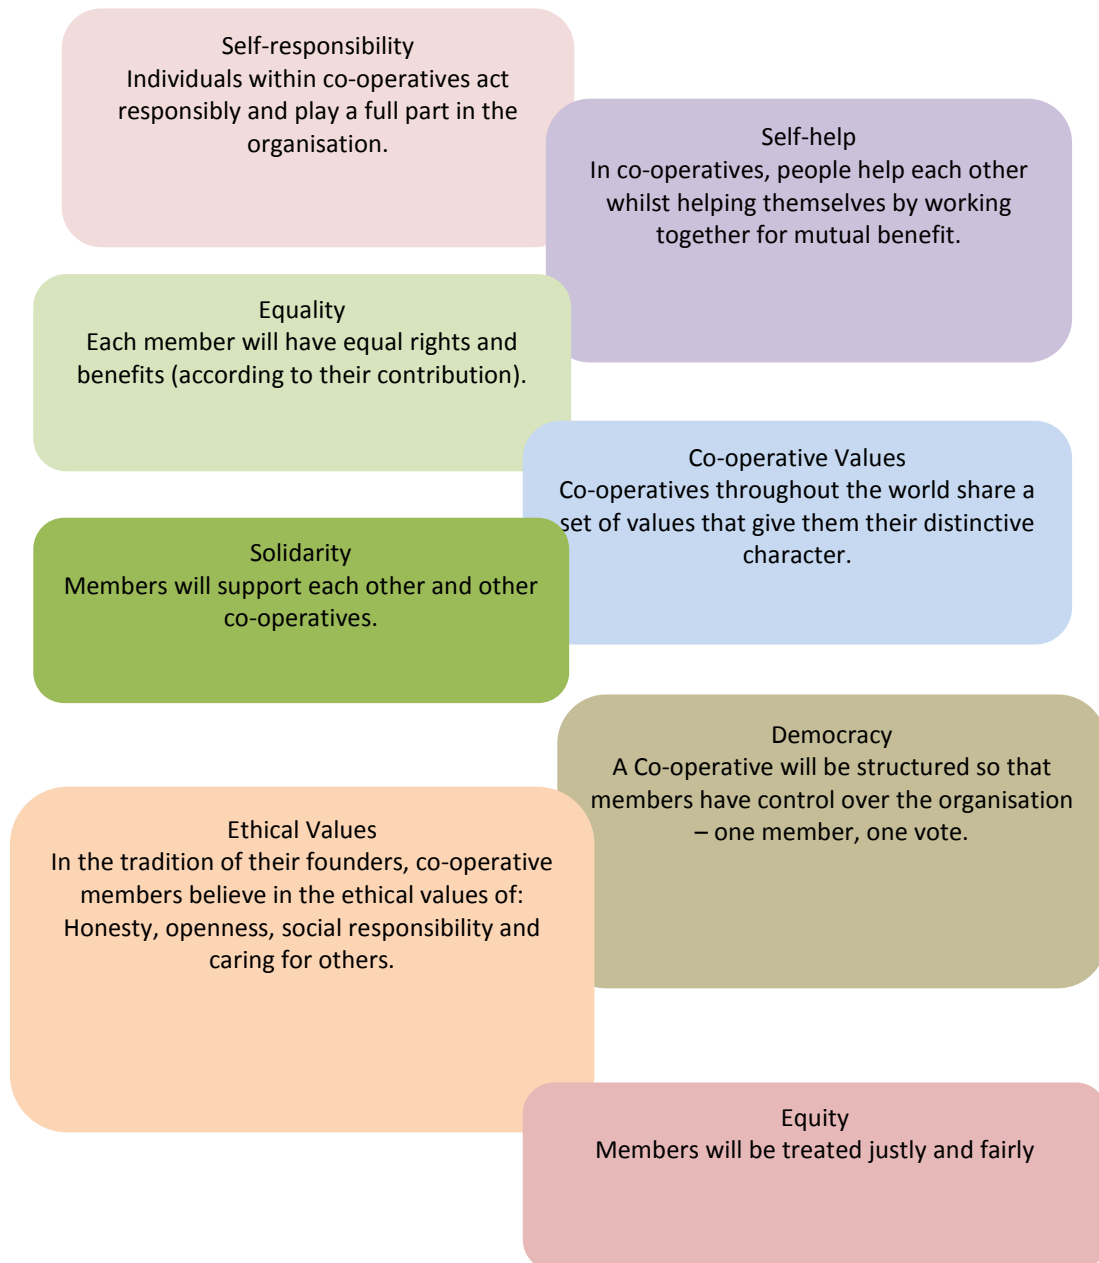 Self-responsibility
Individuals within co-operatives act
responsibly and play a full part in the
organisation.
Self-help
In co-operatives, people help each other
whilst helping themselves by working
together for mutual benefit.
Equality
Each member will have equal rights and
benefits (according to their contribution).
Co-operative Values
Co-operatives throughout the world share a
set of values that give them their distinctive
character.
Solidarity
Members will support each other and other
co-operatives.
Democracy
A Co-operative will be structured so that
members have control over the organisation
– one member, one vote.
Ethical Values
In the tradition of their founders, co-operative
members believe in the ethical values of:
Honesty, openness, social responsibility and
caring for others.
Equity
Members will be treated justly and fairly